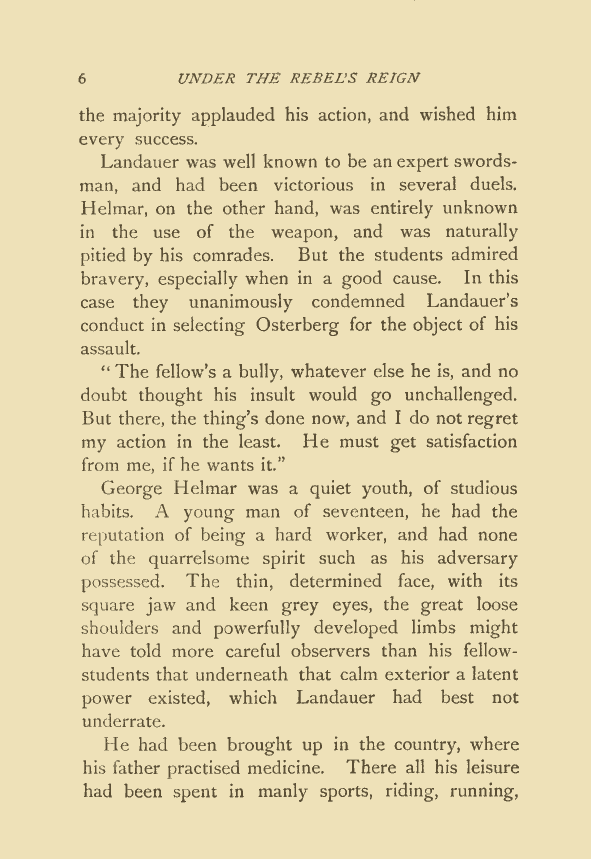 6 UNDER THE REBEL'S REIGN
the majority applauded his action, and wished him
every success.
Landauer was well known to be an expert swords-
man, and had been victorious in several duels.
Helmar, on the other hand, was entirely unknown
in the use of the weapon, and was naturally
pitied by his comrades. But the students admired
bravery, especially when in a good cause. In this
case they unanimously condemned Landauer's
conduct in selecting Osterberg for the object of his
assault.
"The fellow's a bully, whatever else he is, and no
doubt thought his insult would go unchallenged.
But there, the thing's done now, and I do not regret
my action in the least. He must get satisfaction
from me, if he wants it."
George Helmar was a quiet youth, of studious
habits. A young man of seventeen, he had the
reputation of being a hard worker, and had none
of the quarrelsome spirit such as his adversary
possessed. The thin, determined face, with its
square jaw and keen grey eyes, the great loose
shoulders and powerfully developed limbs might
have told more careful observers than his fellow-
students that underneath that calm exterior a latent
power existed, which Landauer had best not
underrate.
He had been brought up in the country, where
his father practised medicine. There all his leisure
had been spent in manly sports, riding, running,